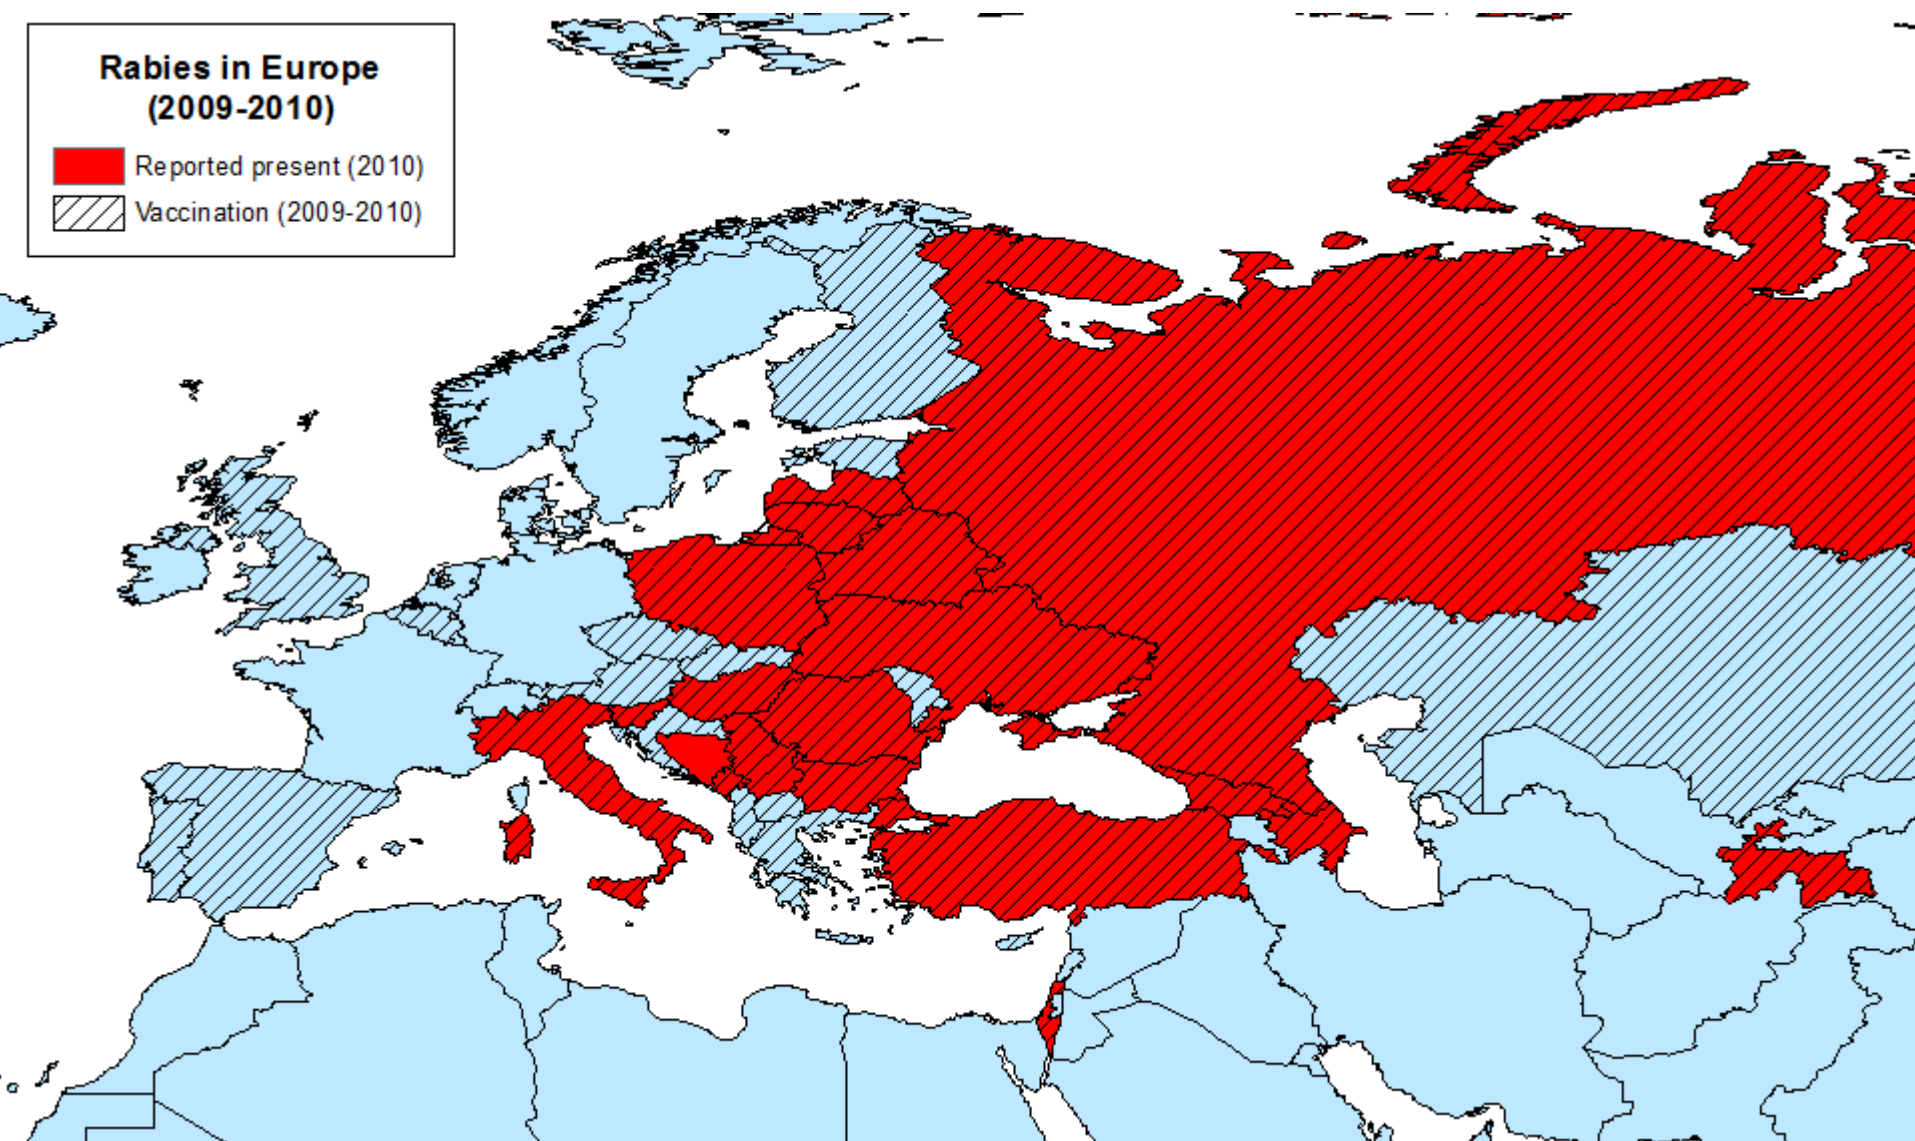 Rabies in Europe
(2009-2010)
Reported present (2010)
Vaccination (2009-2010)